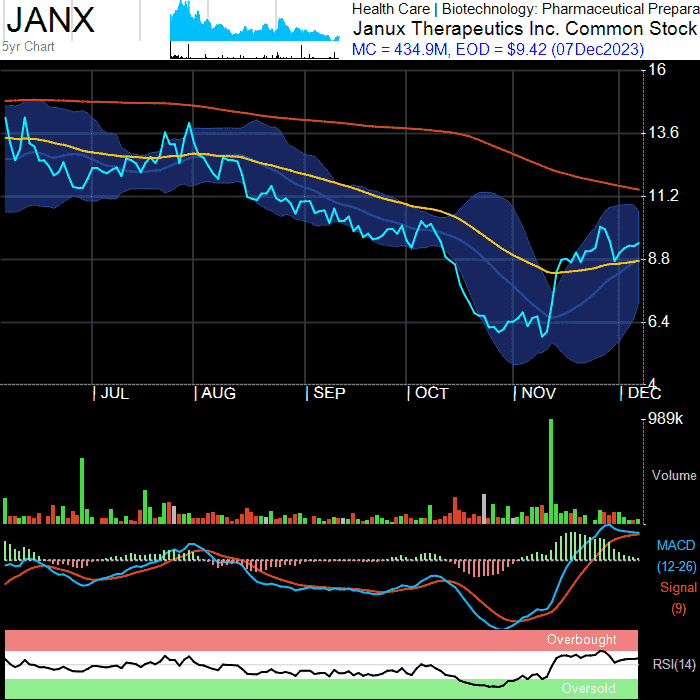 JANX
5yr Chart
Health Care | Biotechnology: Pharmaceutical Prepara
Janux Therapeutics Inc. Common Stock
MC = 434.9M, EOD = $9.42 (07Dec2023)
16
13.6
11.2
8.8
6.4
4
| JUL | AUG | SEP | OCT | NOV | DEC
989k
Volume
MACD
(12-26)
Signal
(9)
Overbought
RSI(14)
Oversold